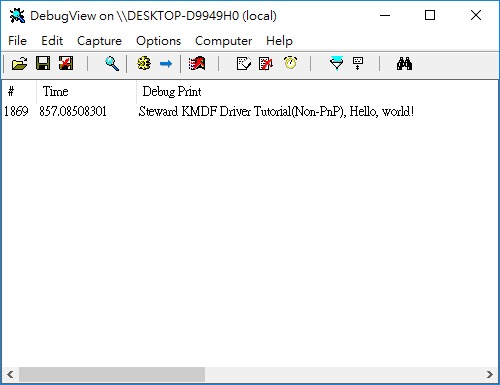 DebugView on \\DESKTOP-D9949H0 (local)
File Edit Capture Options Computer Help
# Time Debug Print
1869 857.08508301 Steward KMDF Driver Tutorial(Non-PnP), Hello, world!